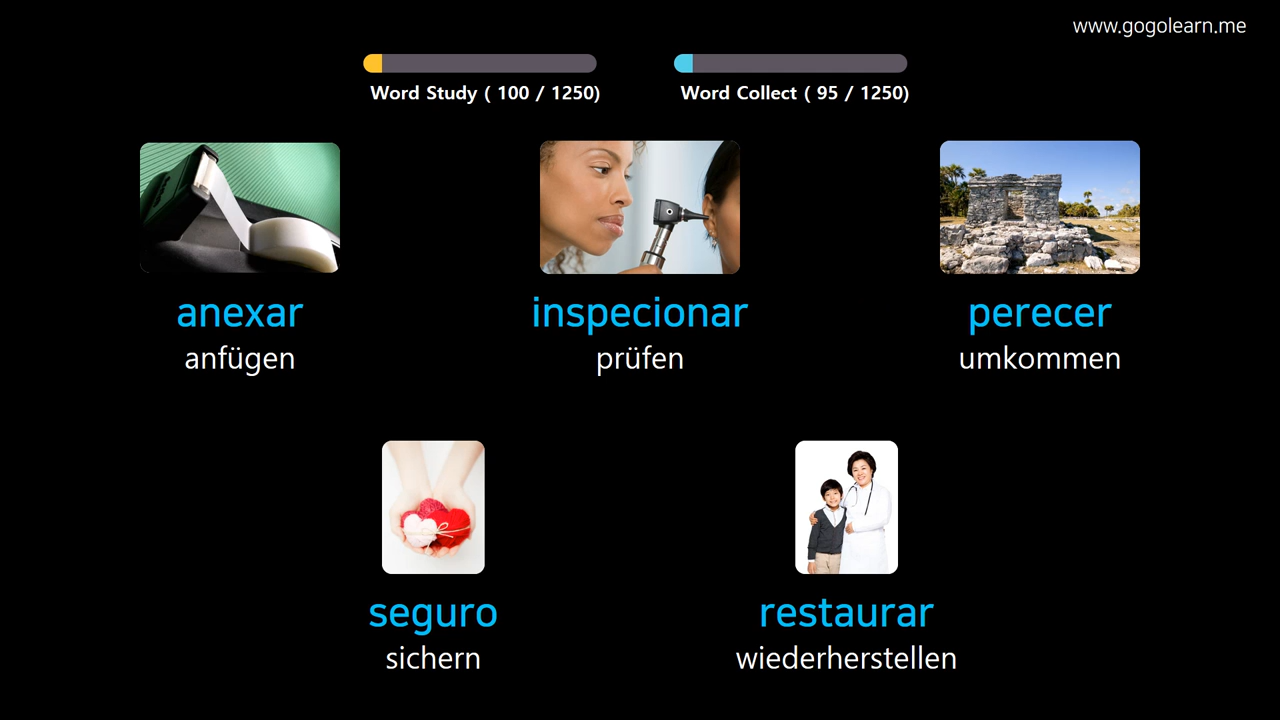 www.gogolearn.me
Word Study ( 100 / 1250)
Word Collect ( 95 / 1250)
anexar
anfügen
inspecionar
prüfen
perecer
umkommen
seguro
sichern
restaurar
wiederherstellen